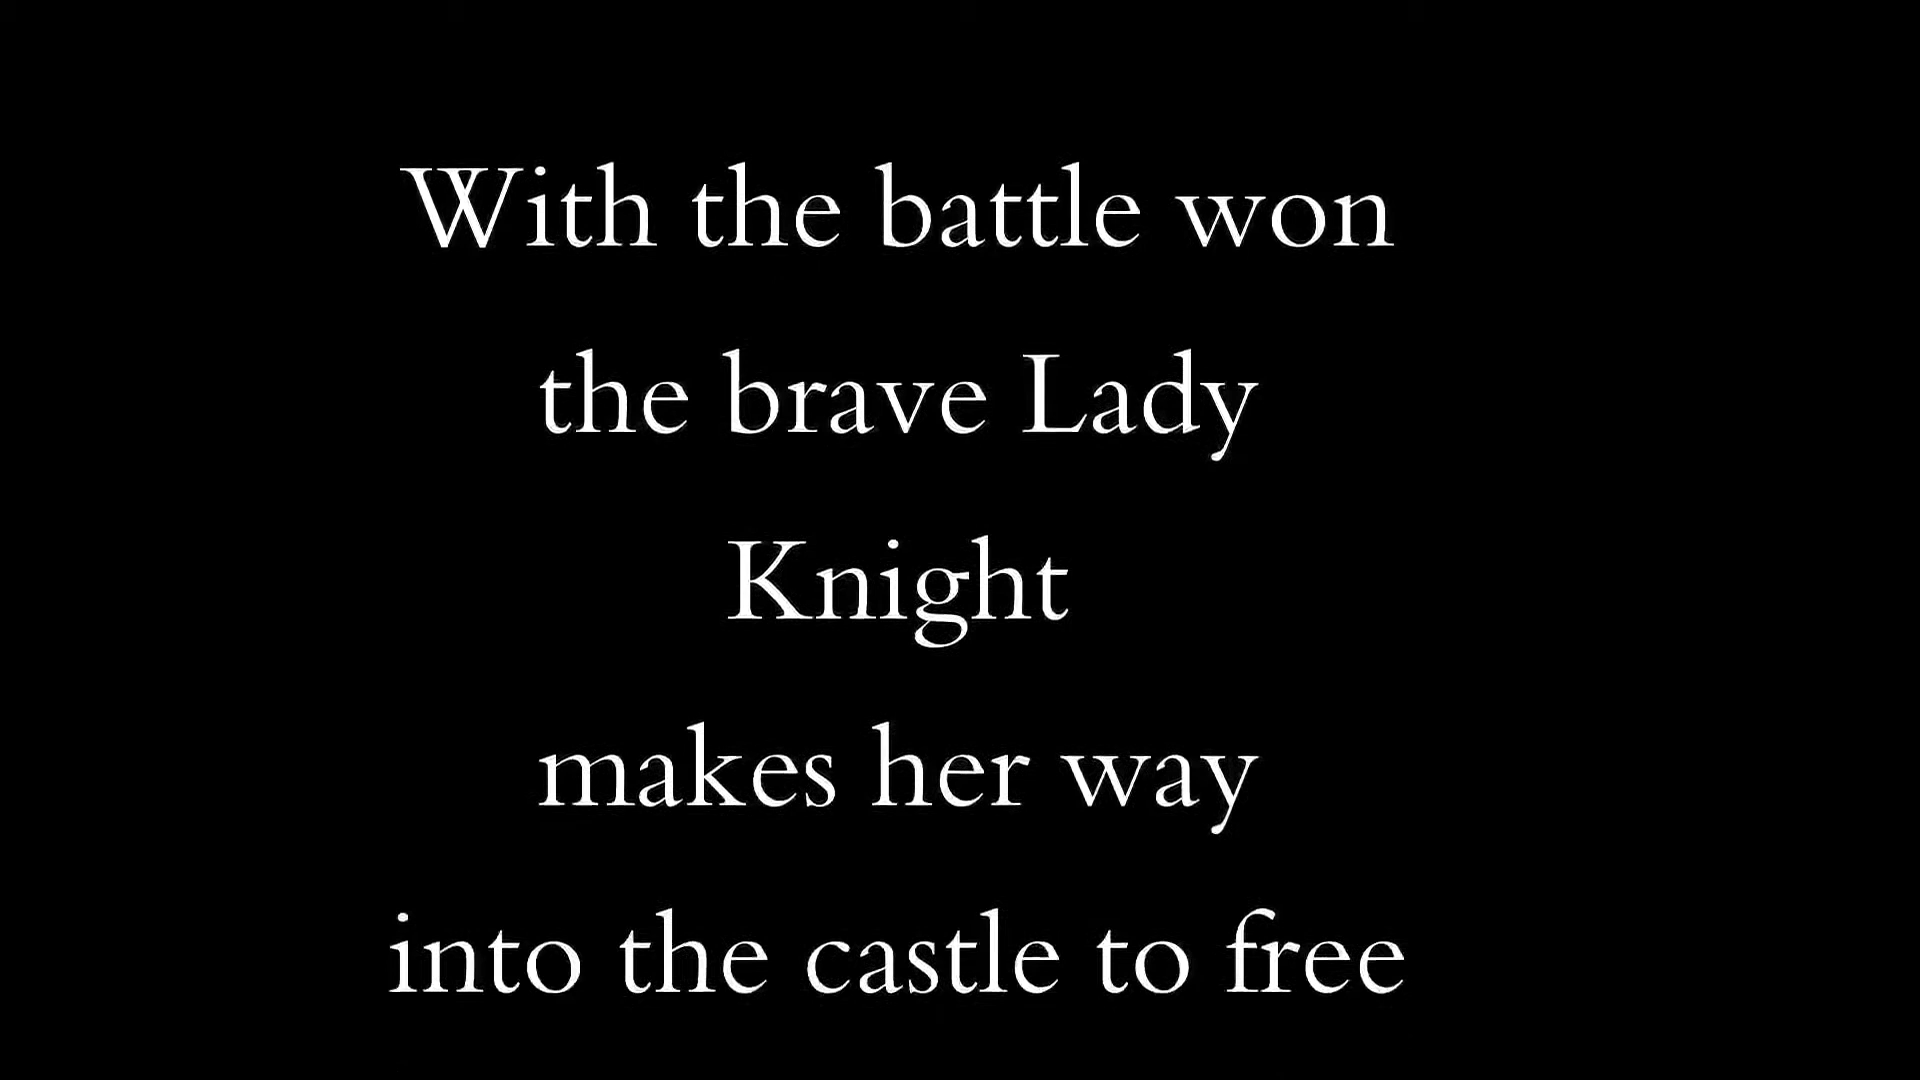 With the battle won
the brave Lady
Knight
makes her way
into the castle to free